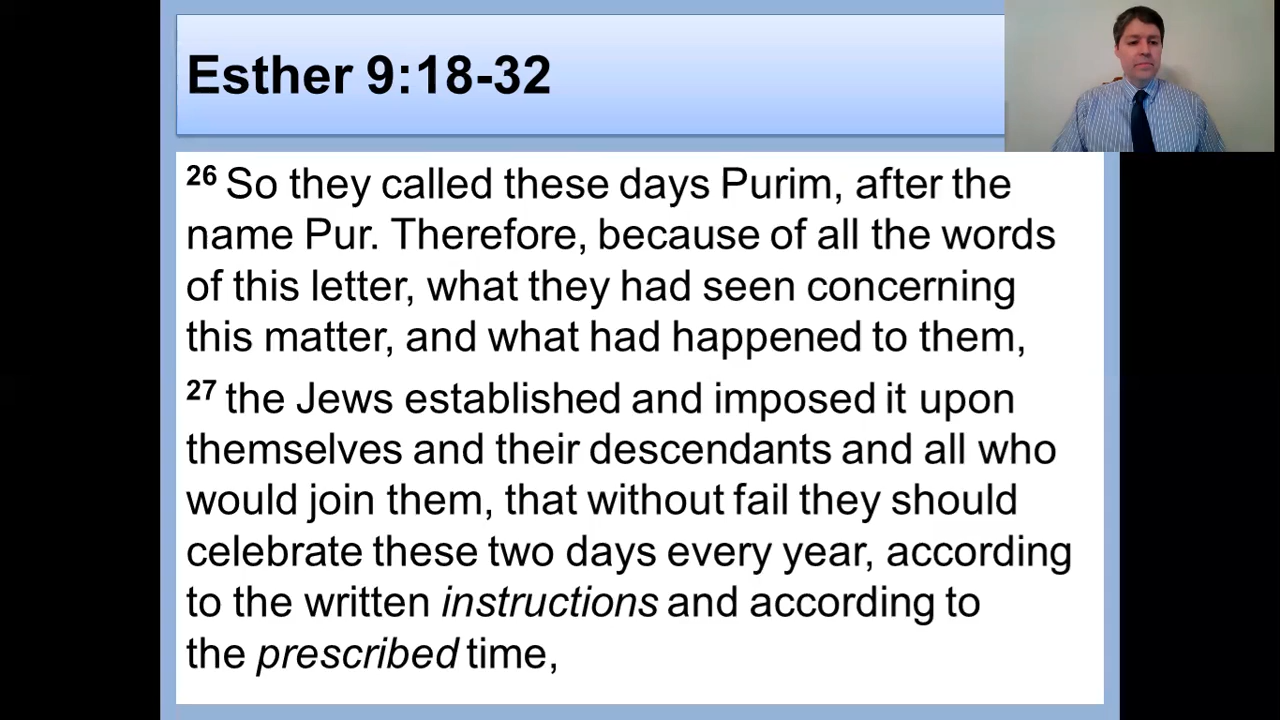 Esther 9:18-32
26 So they called these days Purim, after the
name Pur. Therefore, because of all the words
of this letter, what they had seen concerning
this matter, and what had happened to them,
27 the Jews established and imposed it upon
themselves and their descendants and all who
would join them, that without fail they should
celebrate these two days every year, according
to the written instructions and according to
the prescribed time,